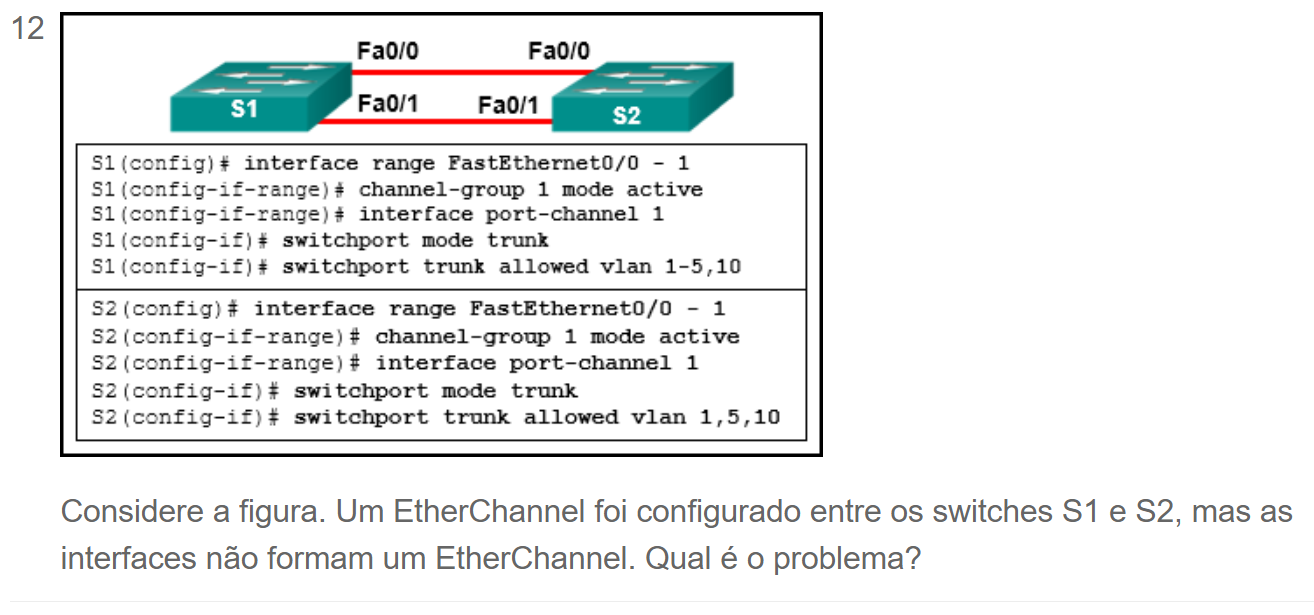 12
Fa0/0 Fa0/0
S1 Fa0/1 Fa0/1 S2
S1(config)# interface range FastEthernet0/0 - 1
S1(config-if-range)# channel-group 1 mode active
S1(config-if-range)# interface port-channel 1
S1(config-if)# switchport mode trunk
S1(config-if)# switchport trunk allowed vlan 1-5,10
S2(config)# interface range FastEthernet0/0 - 1
S2(config-if-range)# channel-group 1 mode active
S2(config-if-range)# interface port-channel 1
S2(config-if)# switchport mode trunk
S2(config-if)# switchport trunk allowed vlan 1,5,10
Considere a figura. Um EtherChannel foi configurado entre os switches S1 e S2, mas as
interfaces não formam um EtherChannel. Qual é o problema?